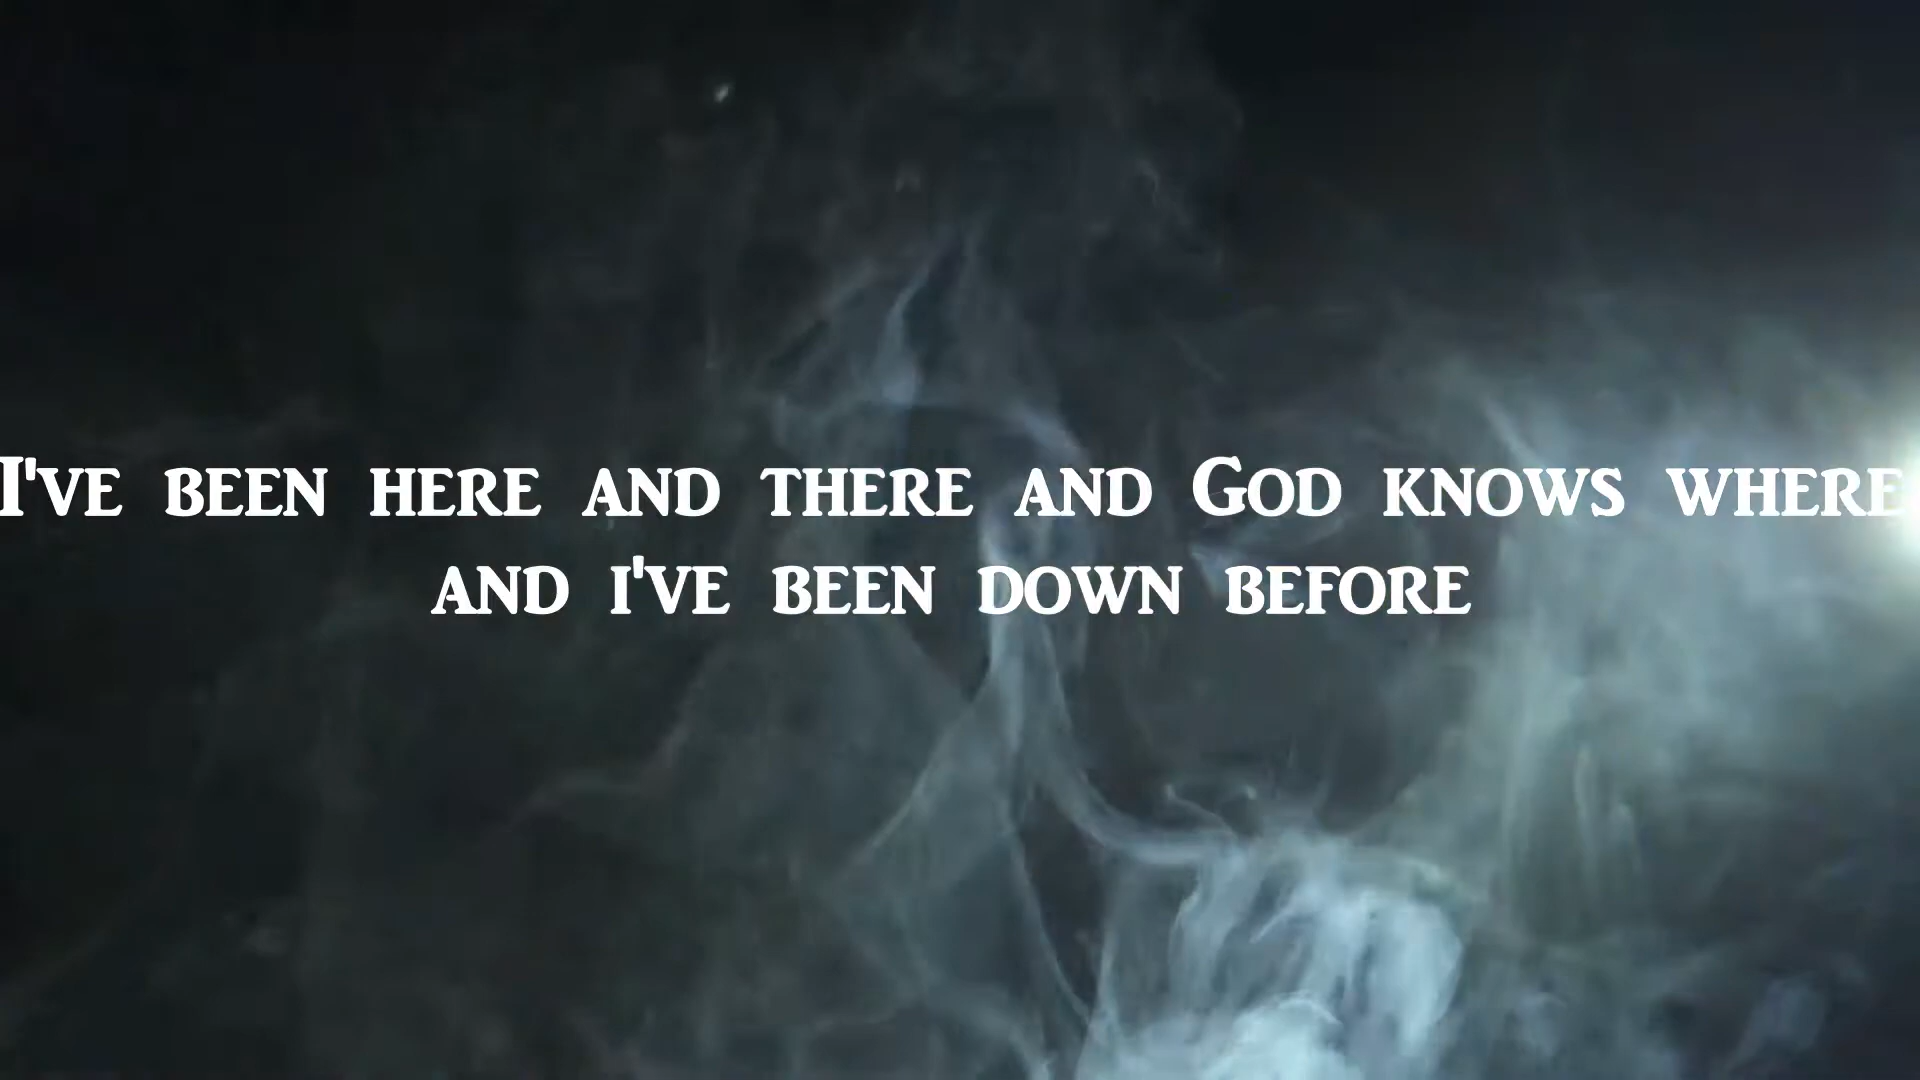 I've been here and there and God knows where
and i've been down before